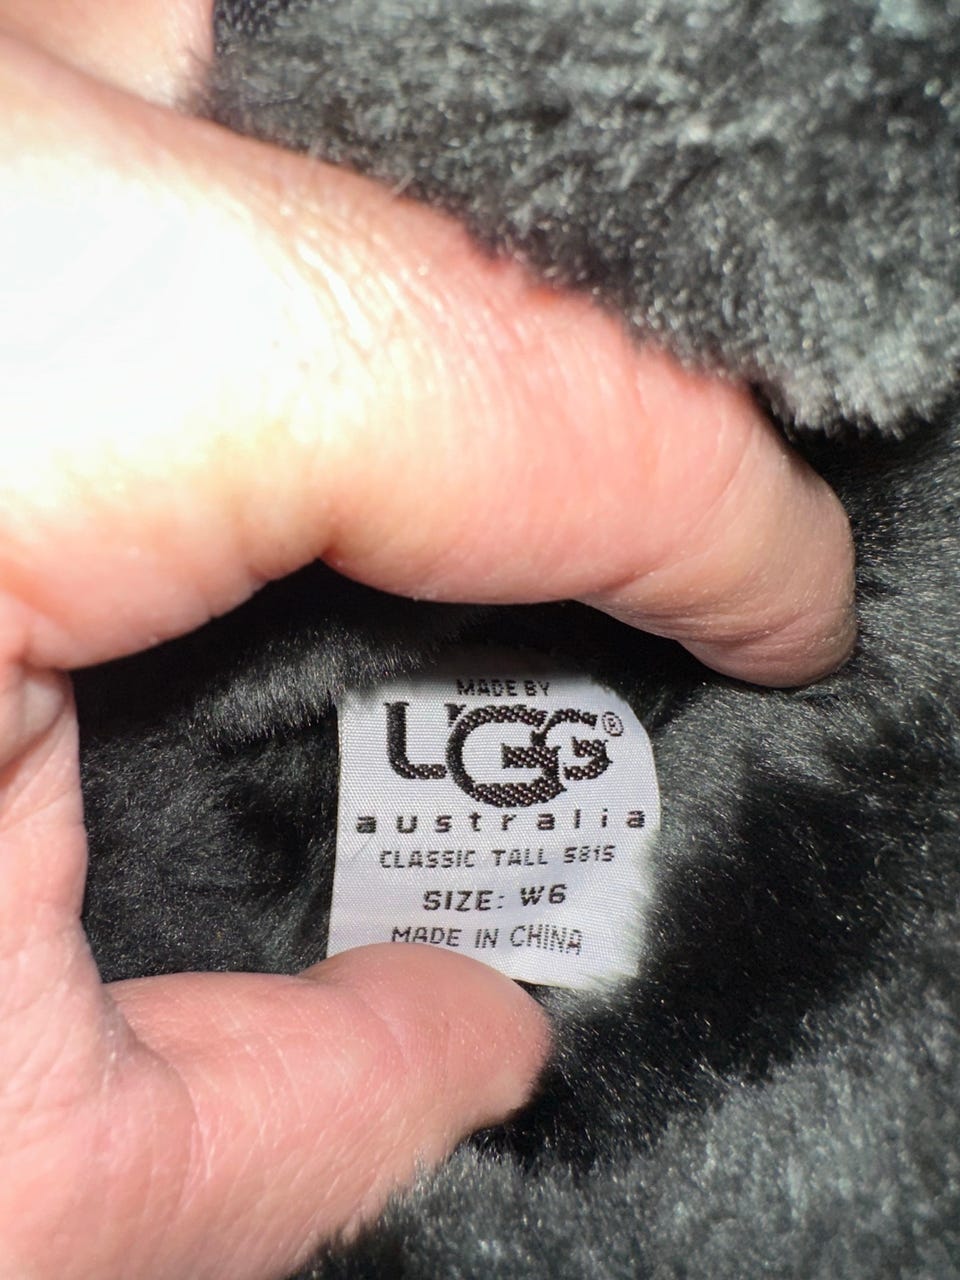 MADE BY
UGG®
australia
CLASSIC TALL 5815
SIZE: W6
MADE IN CHINA